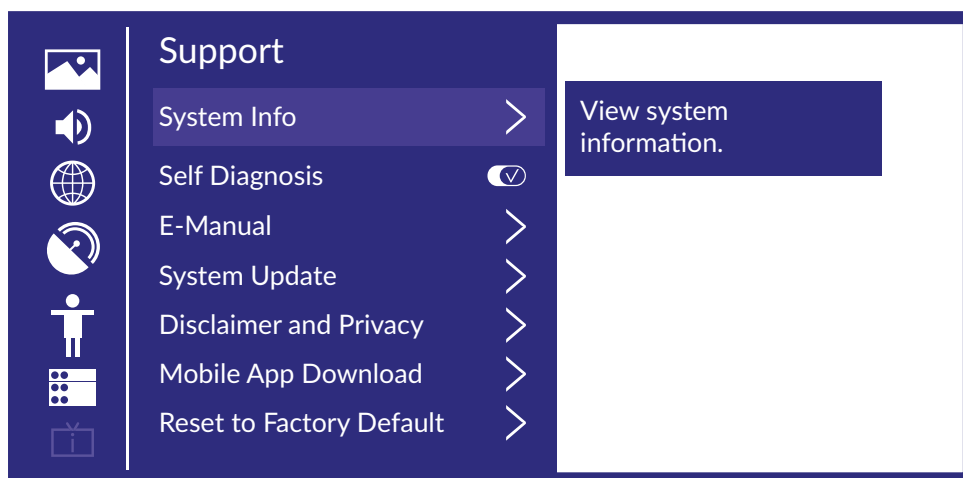 Support
System Info
View system
information.
Self Diagnosis
E-Manual
System Update
Disclaimer and Privacy
Mobile App Download
Reset to Factory Default